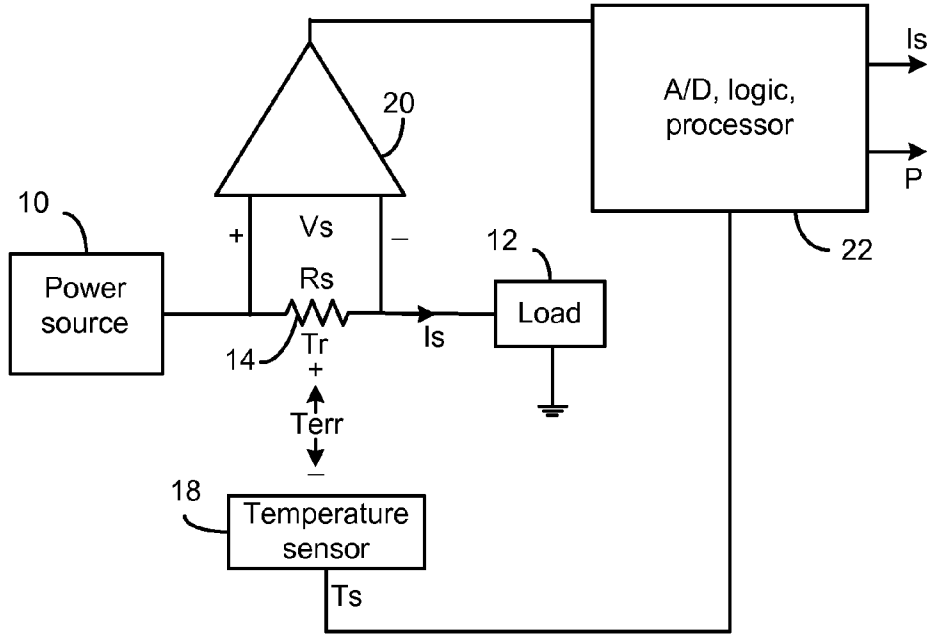 Is
A/D, logic,
processor
P
20
22
10
Power
source
+
Vs
−
Rs
12
Load
Is
14
Tr
+
Terr
−
18
Temperature
sensor
Ts